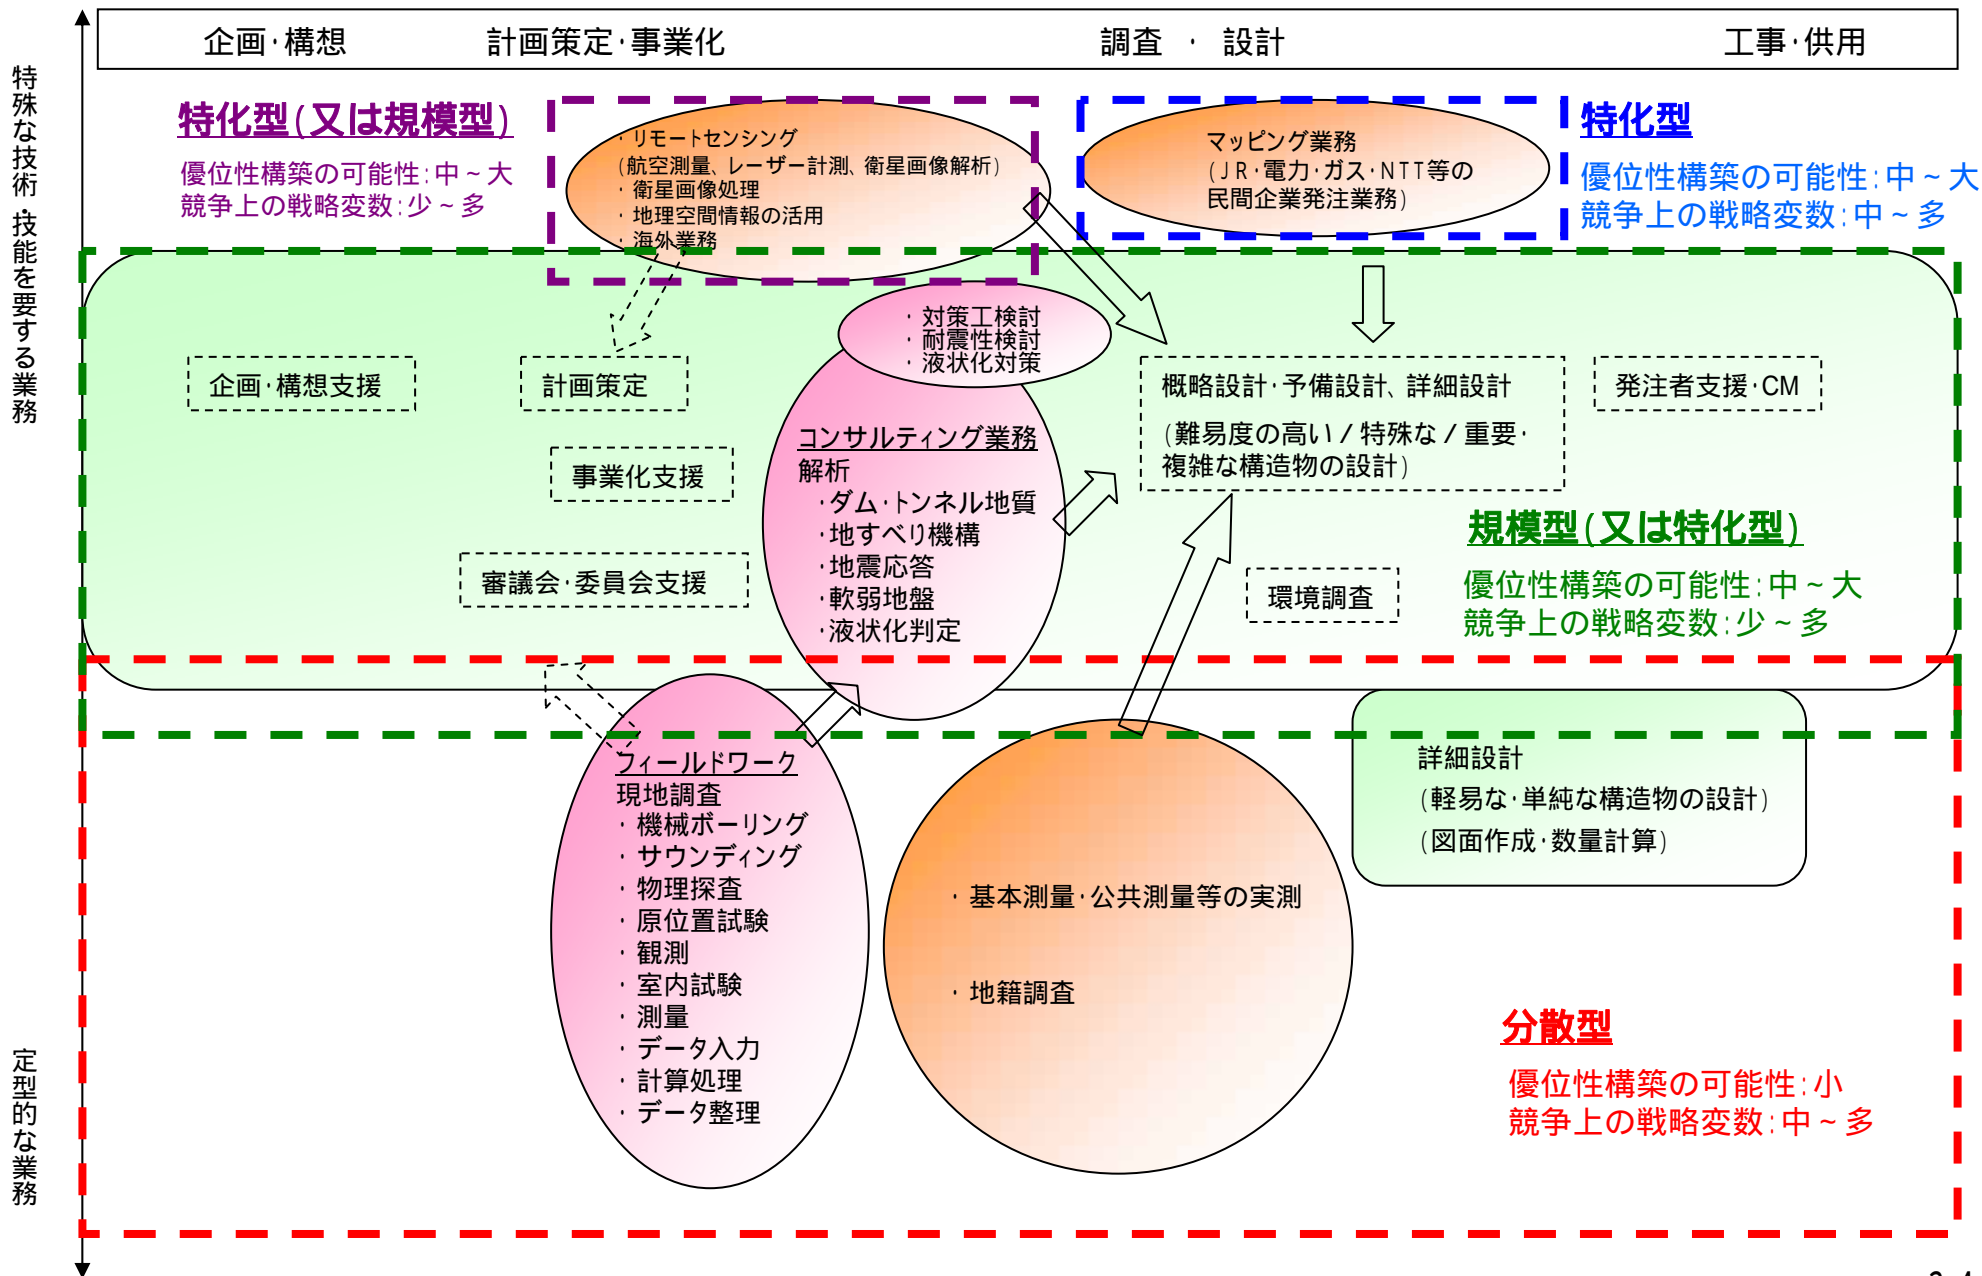 企画･構想
計画策定･事業化
調査 ･ 設計
工事･供用
特殊な技術･技能を要する業務
定型的な業務
特化型(又は規模型)
優位性構築の可能性:中～大
競争上の戦略変数:少～多
･リモートセンシング
(航空測量、レーザー計測、衛星画像解析)
･衛星画像処理
･地理空間情報の活用
･海外業務
マッピング業務
(JR･電力･ガス･NTT等の
民間企業発注業務)
特化型
優位性構築の可能性:中～大
競争上の戦略変数:中～多
･対策工検討
･耐震性検討
･液状化対策
企画･構想支援
計画策定
事業化支援
審議会･委員会支援
コンサルティング業務
解析
･ダム･トンネル地質
･地すべり機構
･地震応答
･軟弱地盤
･液状化判定
概略設計･予備設計、詳細設計
(難易度の高い/特殊な/重要･
複雑な構造物の設計)
発注者支援･CM
環境調査
規模型(又は特化型)
優位性構築の可能性:中～大
競争上の戦略変数:少～多
フィールドワーク
現地調査
･機械ボーリング
･サウンディング
･物理探査
･原位置試験
･観測
･室内試験
･測量
･データ入力
･計算処理
･データ整理
･基本測量･公共測量等の実測
･地籍調査
詳細設計
(軽易な･単純な構造物の設計)
(図面作成･数量計算)
分散型
優位性構築の可能性:小
競争上の戦略変数:中～多